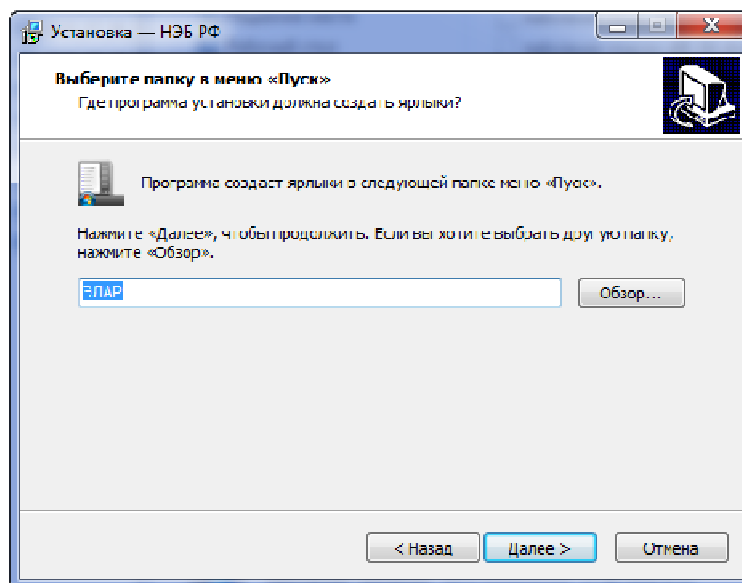 Установка — НЭБ РФ
Выберите папку в меню «Пуск»
Где программа установки должна создать ярлыки?
Программа создаст ярлыки в следующей папке меню «Пуск».
Нажмите «Далее», чтобы продолжить. Если вы хотите выбрать другую папку,
нажмите «Обзор».
ЭЛАР
Обзор...
< Назад
Далее >
Отмена